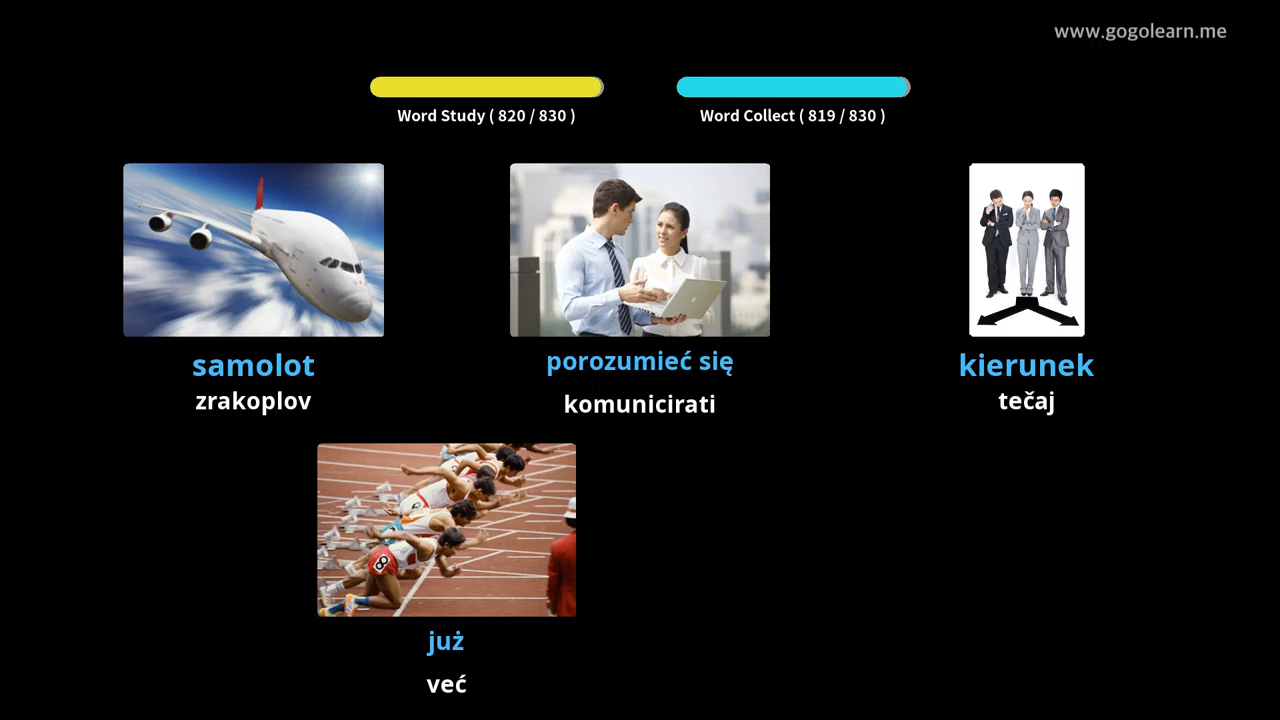 www.gogolearn.me
Word Study ( 820 / 830 )
Word Collect ( 819 / 830 )
samolot
zrakoplov
porozumieć się
komunicirati
kierunek
tečaj
już
već